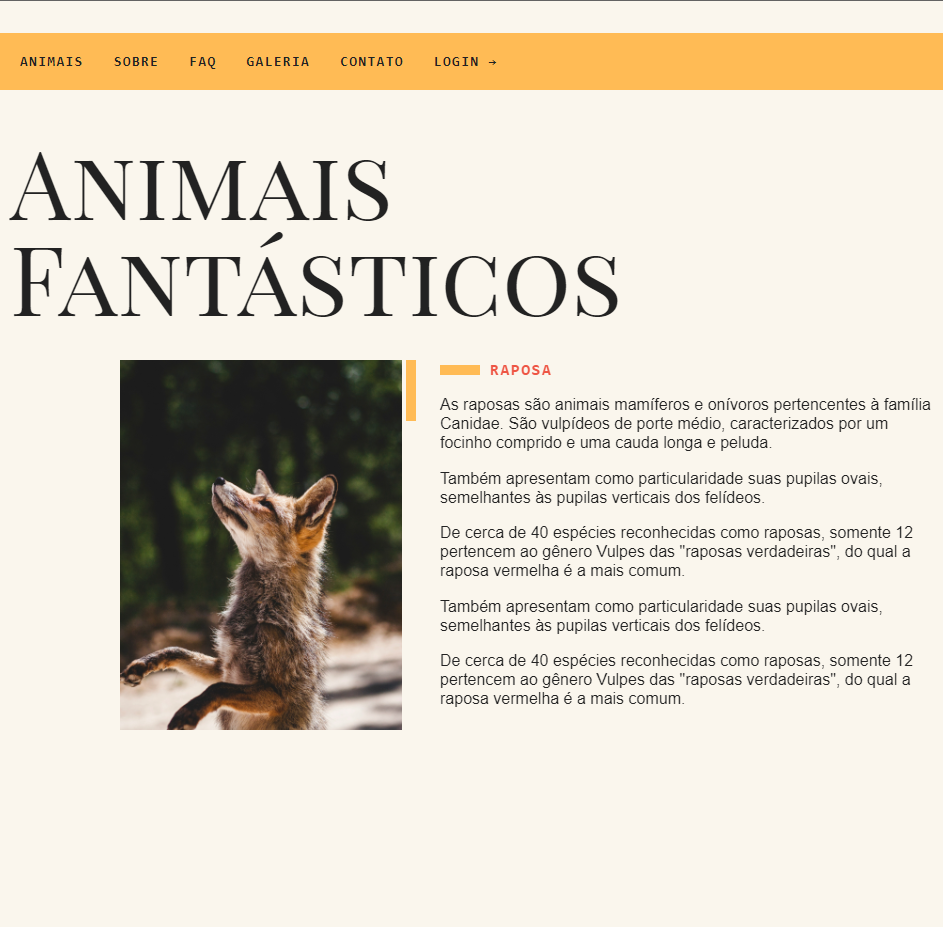 ANIMAIS SOBRE FAQ GALERIA CONTATO LOGIN →
ANIMAIS
FANTÁSTICOS
RAPOSA
As raposas são animais mamíferos e onívoros pertencentes à família
Canidae. São vulpídeos de porte médio, caracterizados por um
focinho comprido e uma cauda longa e peluda.
Também apresentam como particularidade suas pupilas ovais,
semelhantes às pupilas verticais dos felídeos.
De cerca de 40 espécies reconhecidas como raposas, somente 12
pertencem ao gênero Vulpes das "raposas verdadeiras", do qual a
raposa vermelha é a mais comum.
Também apresentam como particularidade suas pupilas ovais,
semelhantes às pupilas verticais dos felídeos.
De cerca de 40 espécies reconhecidas como raposas, somente 12
pertencem ao gênero Vulpes das "raposas verdadeiras", do qual a
raposa vermelha é a mais comum.